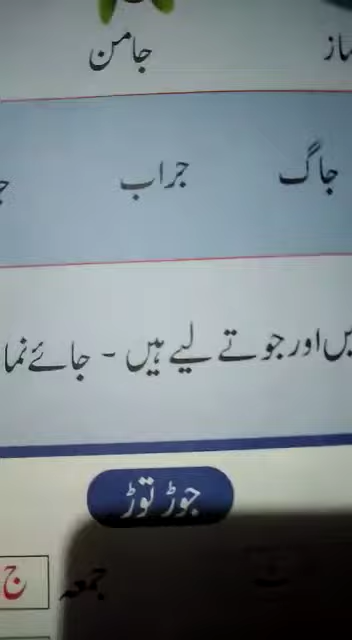 جامن
جاگ جراب
اور جوتے لیے ہیں - جائے نما
جوڑ توڑ
جمعہ ج